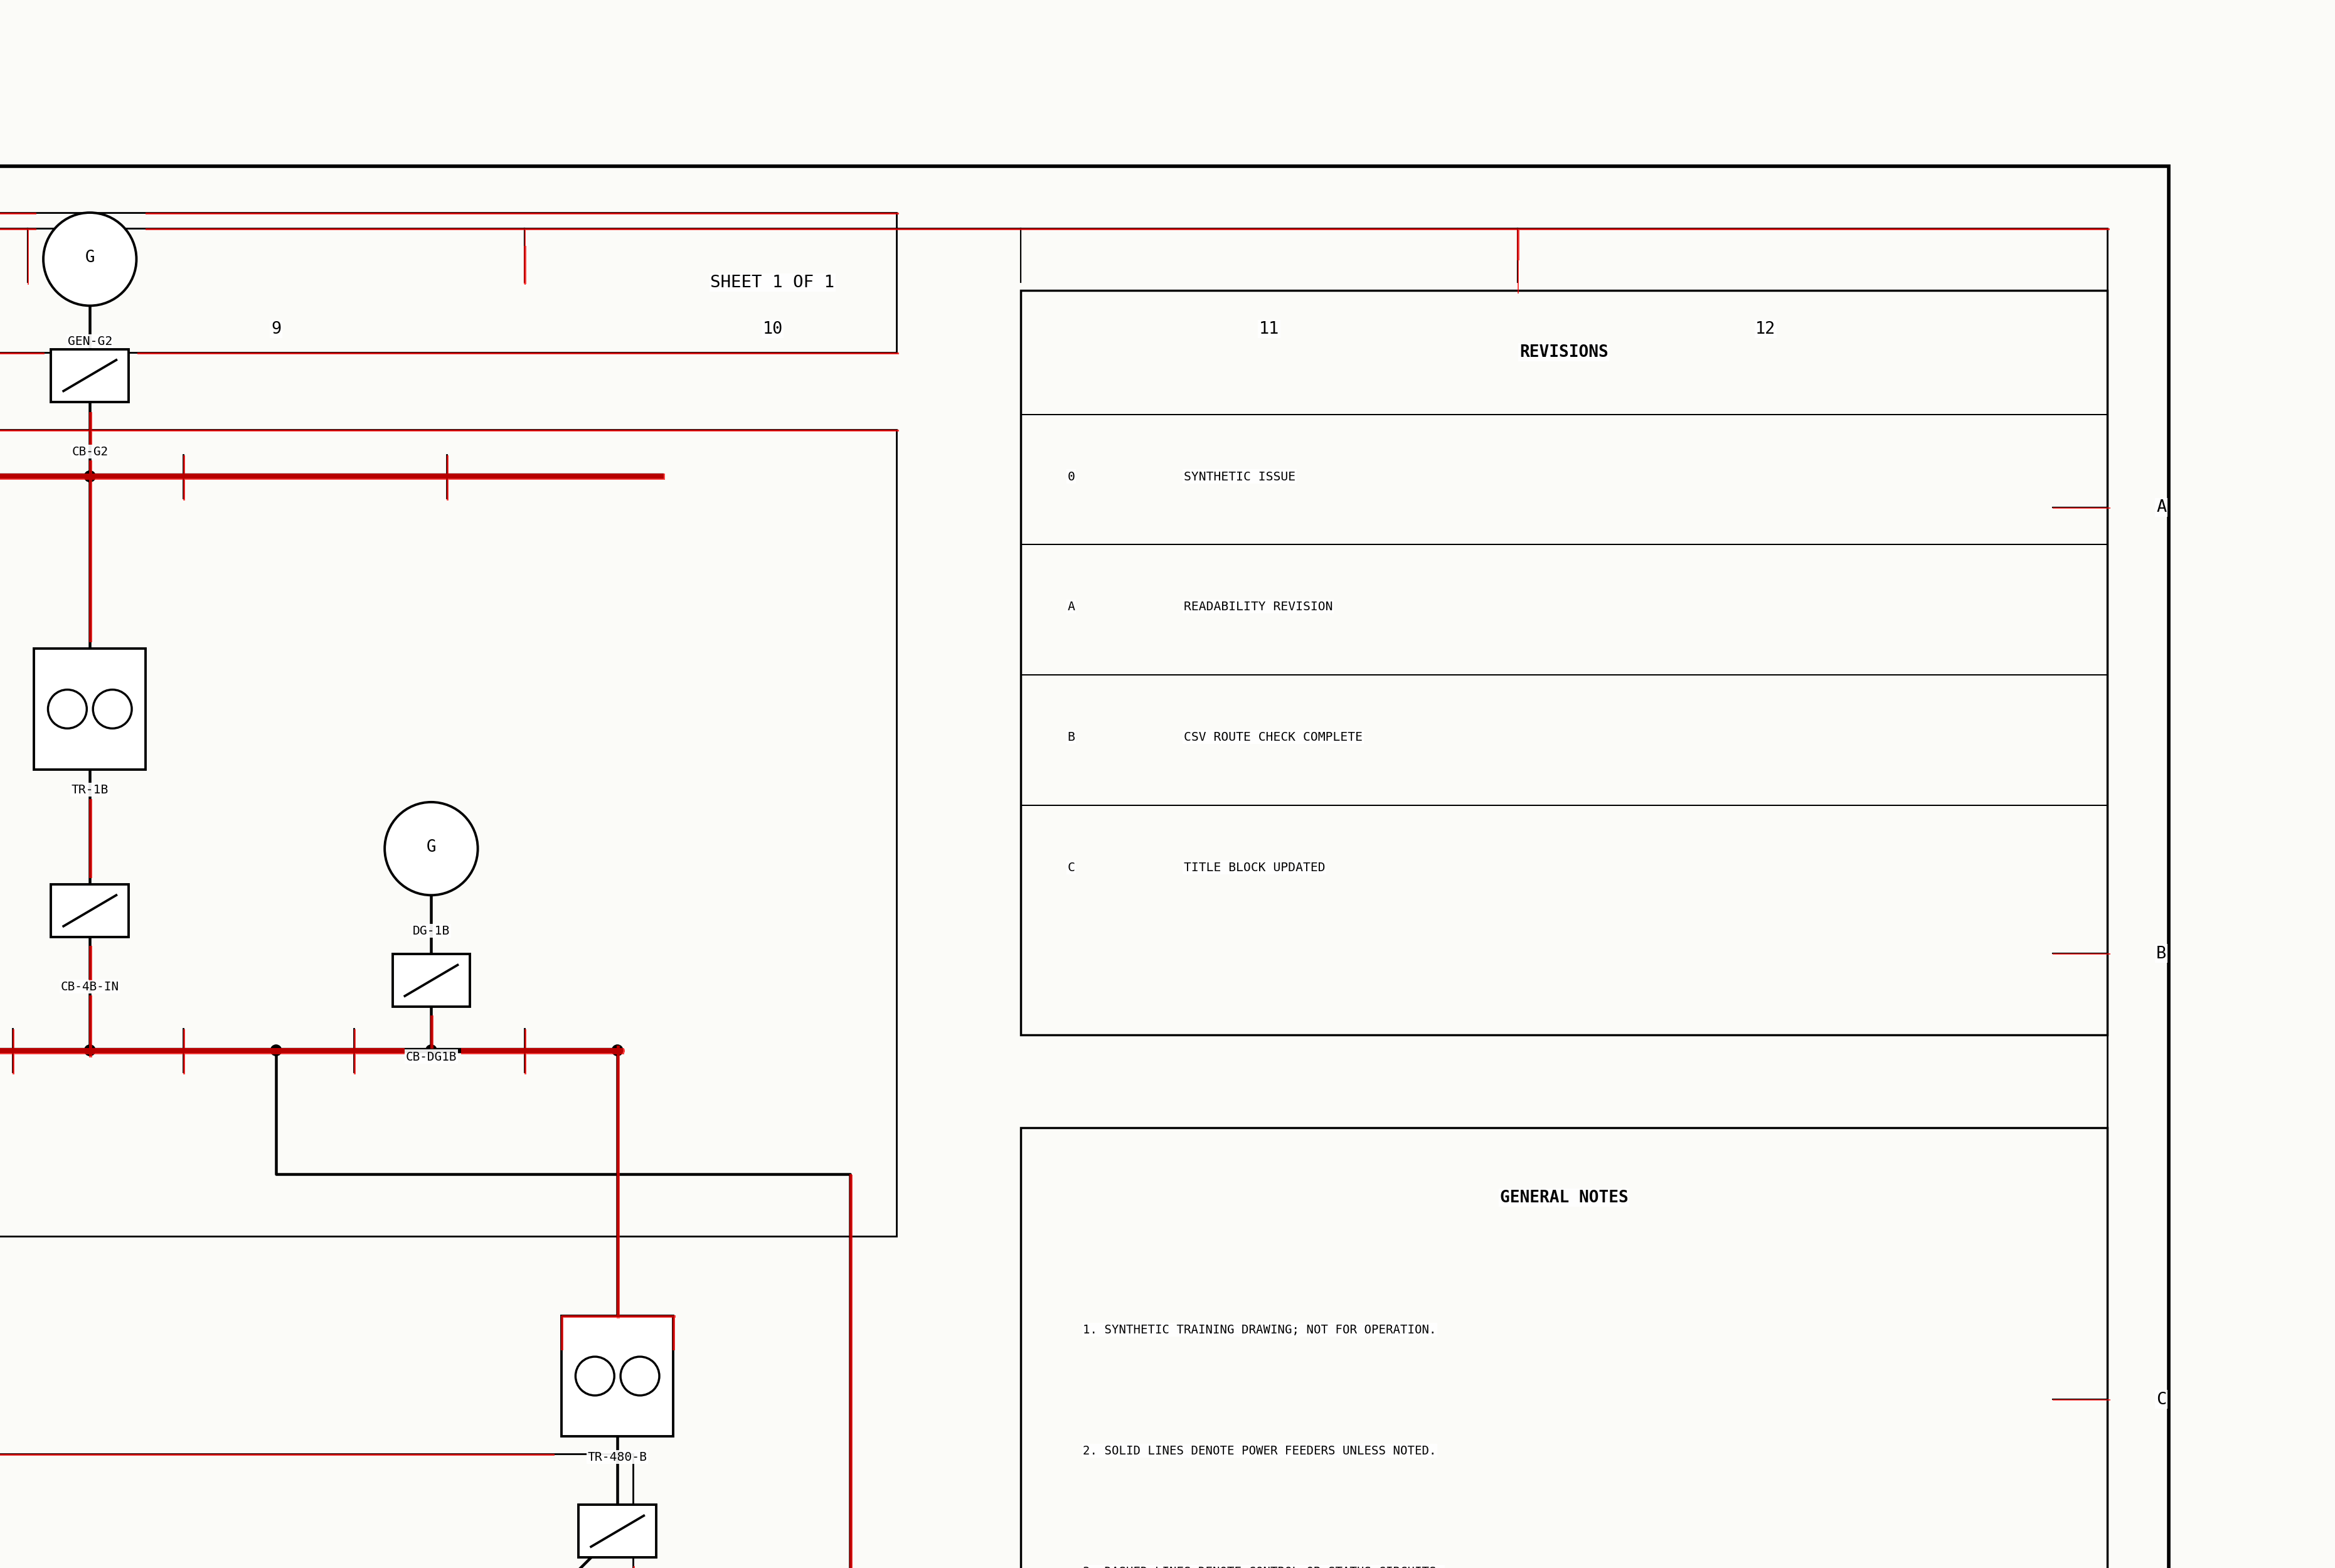 G
SHEET 1 OF 1
9
10
11
12
GEN-G2
REVISIONS
CB-G2
0 SYNTHETIC ISSUE
A
A READABILITY REVISION
B CSV ROUTE CHECK COMPLETE
TR-1B
G
C TITLE BLOCK UPDATED
DG-1B
B
CB-4B-IN
CB-DG1B
GENERAL NOTES
1. SYNTHETIC TRAINING DRAWING; NOT FOR OPERATION.
C
2. SOLID LINES DENOTE POWER FEEDERS UNLESS NOTED.
TR-480-B